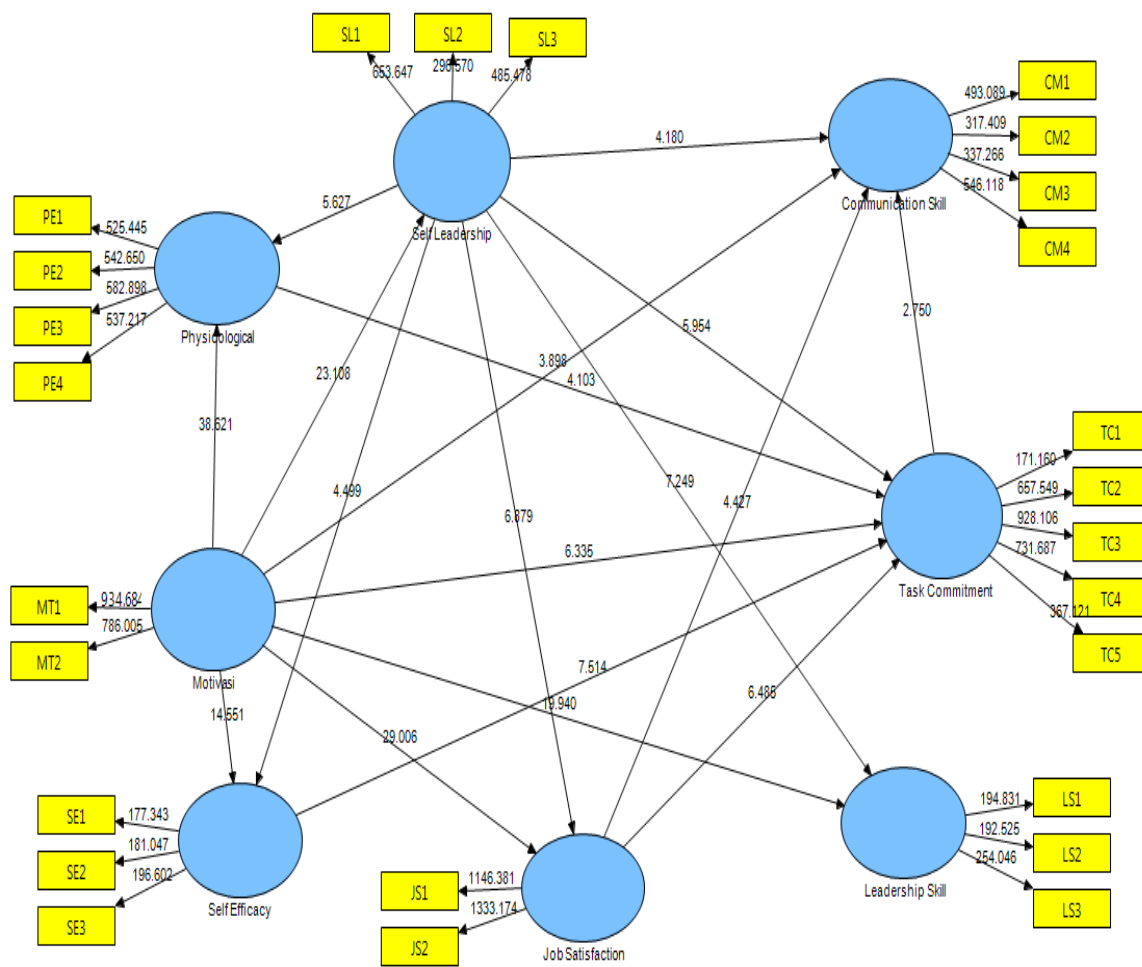 SL1
SL2
SL3
653.647
296.570
485.478
CM1
493.089
CM2
317.409
CM3
337.266
CM4
546.118
4.180
Communication Skill
Self Leadership
5.627
PE1
525.445
PE2
542.650
PE3
582.898
PE4
537.217
Physicological
2.750
5.954
3.898
4.103
23.108
38.621
TC1
171.160
TC2
657.549
TC3
928.106
TC4
731.687
TC5
367.121
Task Commitment
4.499
6.879
7.249
4.427
6.335
MT1
934.684
MT2
786.005
Motivasi
14.551
7.514
6.485
19.940
29.006
SE1
177.343
SE2
181.047
SE3
196.602
Self Efficacy
JS1
1146.381
JS2
1333.174
Job Satisfaction
LS1
194.831
LS2
192.525
LS3
254.046
Leadership Skill